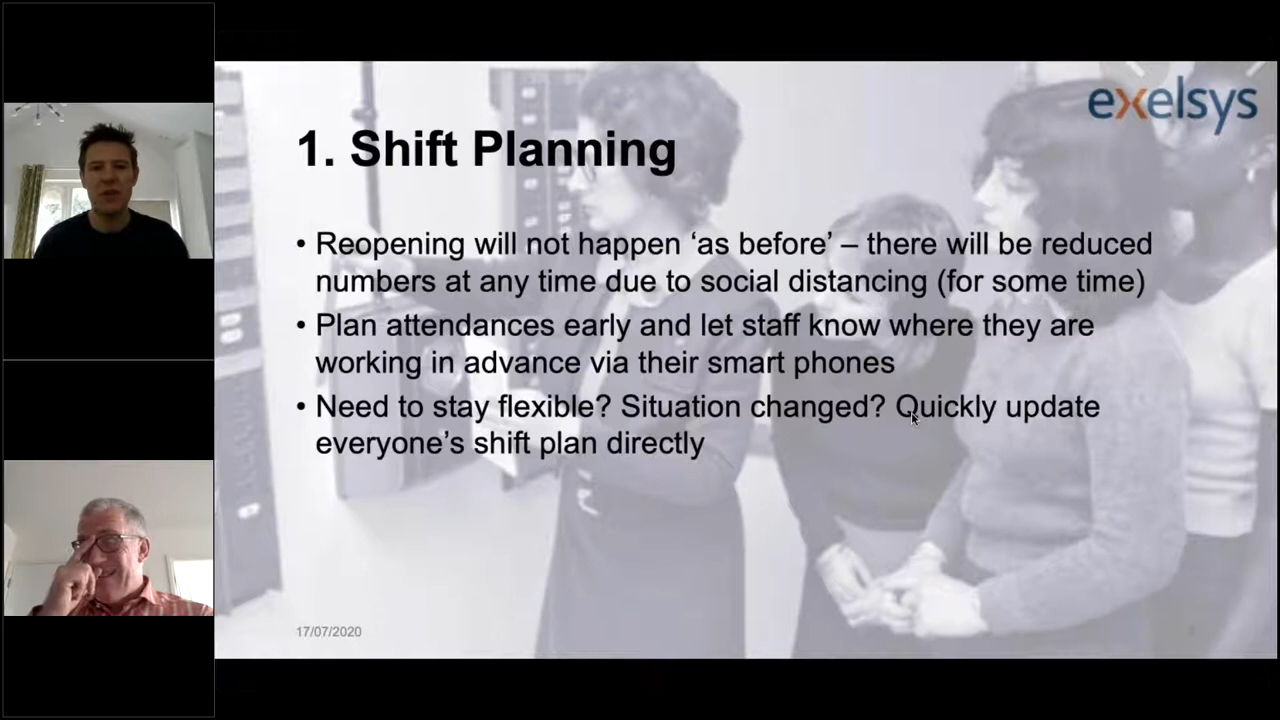 exelsys
1. Shift Planning
• Reopening will not happen ‘as before’ – there will be reduced
numbers at any time due to social distancing (for some time)
• Plan attendances early and let staff know where they are
working in advance via their smart phones
• Need to stay flexible? Situation changed? Quickly update
everyone’s shift plan directly
17/07/2020